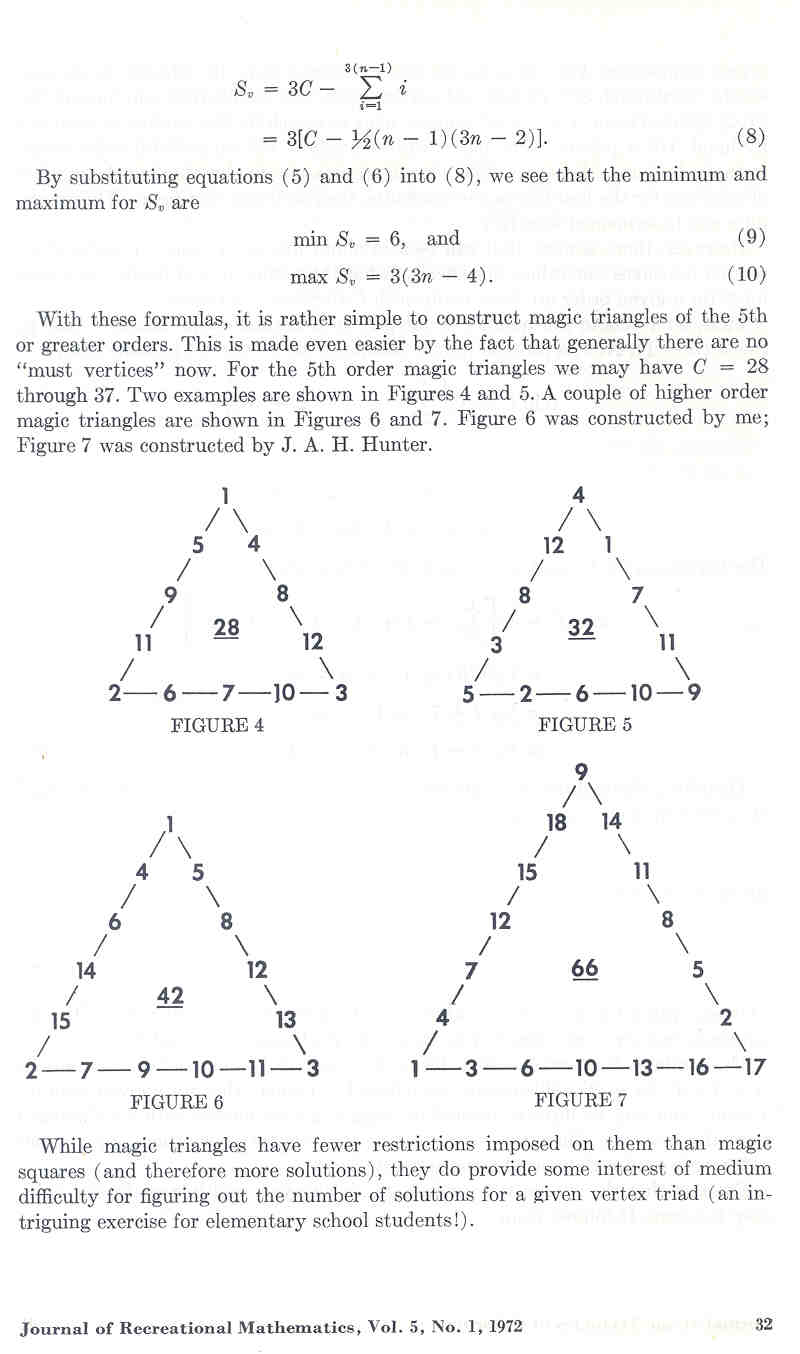 3(n−1)
Sᵥ = 3C − Σ i
i=1
= 3[C − ½(n − 1)(3n − 2)]. (8)
By substituting equations (5) and (6) into (8), we see that the minimum and
maximum for Sᵥ are
min Sᵥ = 6, and (9)
max Sᵥ = 3(3n − 4). (10)
With these formulas, it is rather simple to construct magic triangles of the 5th
or greater orders. This is made even easier by the fact that generally there are no
“must vertices” now. For the 5th order magic triangles we may have C = 28
through 37. Two examples are shown in Figures 4 and 5. A couple of higher order
magic triangles are shown in Figures 6 and 7. Figure 6 was constructed by me;
Figure 7 was constructed by J. A. H. Hunter.
1
5 4
9 8
28
11 12
2 — 6 — 7 — 10 — 3
FIGURE 4
4
12 1
8 7
32
3 11
5 — 2 — 6 — 10 — 9
FIGURE 5
1
4 5
6 8
14 12
42
15 13
2 — 7 — 9 — 10 — 11 — 3
FIGURE 6
9
18 14
15 11
12 8
7 66 5
4 2
1 — 3 — 6 — 10 — 13 — 16 — 17
FIGURE 7
While magic triangles have fewer restrictions imposed on them than magic
squares (and therefore more solutions), they do provide some interest of medium
difficulty for figuring out the number of solutions for a given vertex triad (an in-
triguing exercise for elementary school students!).
Journal of Recreational Mathematics, Vol. 5, No. 1, 1972 32